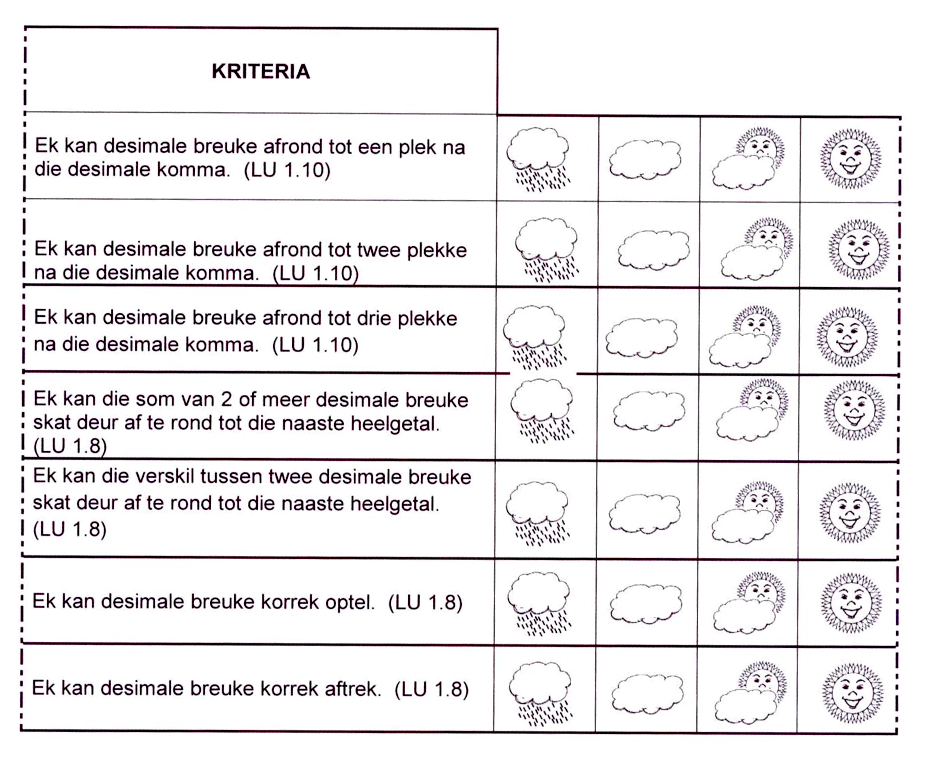 KRITERIA
Ek kan desimale breuke afrond tot een plek na
die desimale komma.  (LU 1.10)
Ek kan desimale breuke afrond tot twee plekke
na die desimale komma.  (LU 1.10)
Ek kan desimale breuke afrond tot drie plekke
na die desimale komma.  (LU 1.10)
Ek kan die som van 2 of meer desimale breuke
skat deur af te rond tot die naaste heelgetal.
(LU 1.8)
Ek kan die verskil tussen twee desimale breuke
skat deur af te rond tot die naaste heelgetal.
(LU 1.8)
Ek kan desimale breuke korrek optel.  (LU 1.8)
Ek kan desimale breuke korrek aftrek.  (LU 1.8)